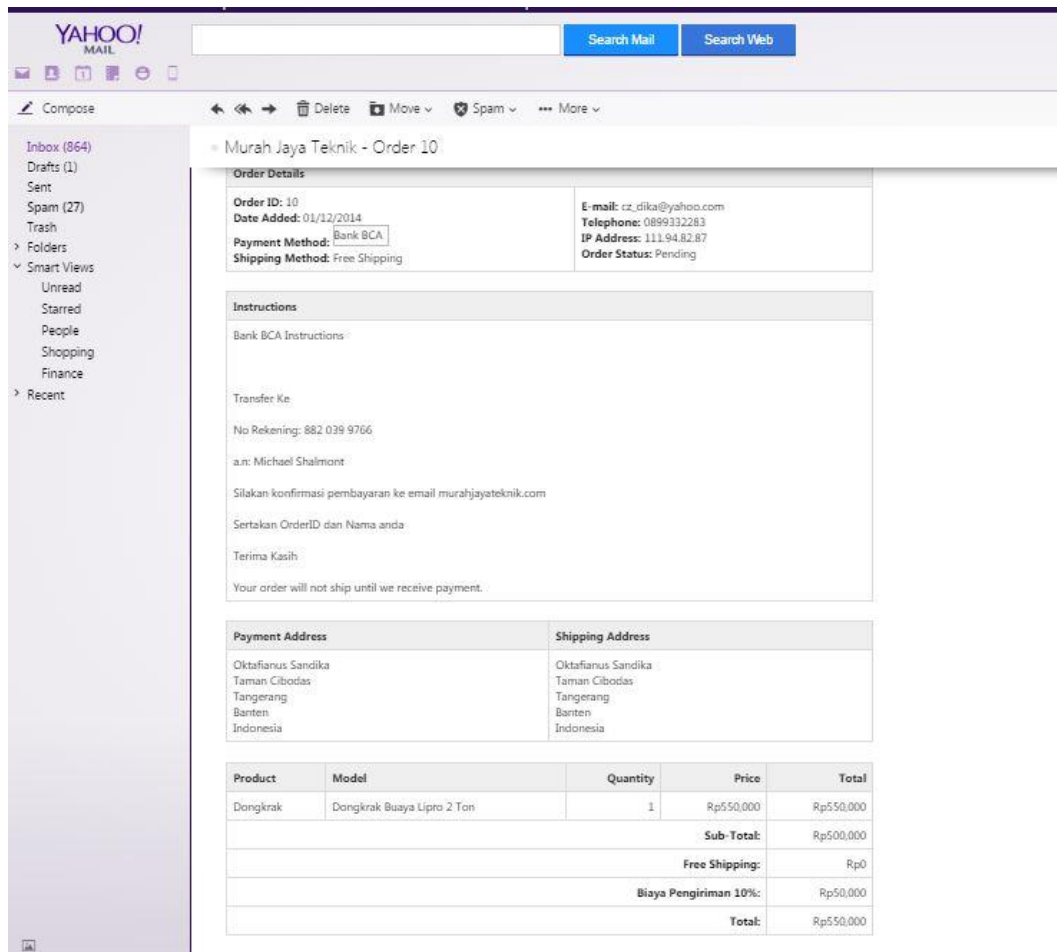 YAHOO!
MAIL
Search Mail
Search Web
1
Compose
Delete
Move
Spam
More
Inbox (864)
Drafts (1)
Sent
Spam (27)
Trash
Folders
Smart Views
Unread
Starred
People
Shopping
Finance
Recent
Murah Jaya Teknik - Order 10
Order Details
Order ID: 10
Date Added: 01/12/2014
Payment Method: Bank BCA
Shipping Method: Free Shipping
E-mail: cz_dika@yahoo.com
Telephone: 0899332283
IP Address: 111.94.82.87
Order Status: Pending
Instructions
Bank BCA Instructions
Transfer Ke
No Rekening: 882 039 9766
a.n: Michael Shalmont
Silakan konfirmasi pembayaran ke email murahjayateknik.com
Sertakan OrderID dan Nama anda
Terima Kasih
Your order will not ship until we receive payment.
Payment Address
Oktafianus Sandika
Taman Cibodas
Tangerang
Banten
Indonesia
Shipping Address
Oktafianus Sandika
Taman Cibodas
Tangerang
Banten
Indonesia
Product Model Quantity Price Total
Dongkrak Dongkrak Buaya Lipro 2 Ton 1 Rp550,000 Rp550,000
Sub-Total: Rp500,000
Free Shipping: Rp0
Biaya Pengiriman 10%: Rp50,000
Total: Rp550,000